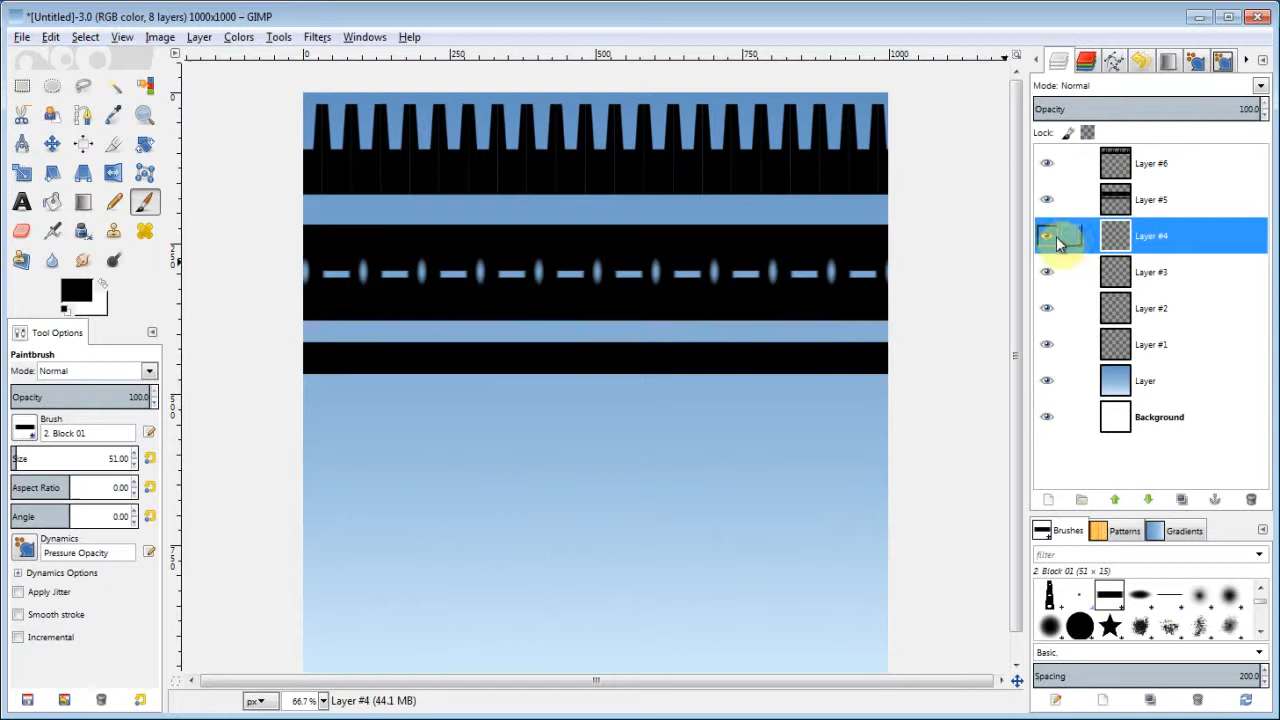 *[Untitled]-3.0 (RGB color, 8 layers) 1000x1000 – GIMP
File Edit Select View Image Layer Colors Tools Filters Windows Help
0 250 500 750 1000
0
250
500
750
Tool Options
Paintbrush
Mode: Normal
Opacity 100.0
Brush
2. Block 01
Size 51.00
Aspect Ratio 0.00
Angle 0.00
Dynamics
Pressure Opacity
Dynamics Options
Apply Jitter
Smooth stroke
Incremental
px 66.7 % Layer #4 (44.1 MB)
Mode: Normal
Opacity 100.0
Lock:
Layer #6
Layer #5
Layer #4
Layer #3
Layer #2
Layer #1
Layer
Background
Brushes Patterns Gradients
filter
2. Block 01 (51 × 15)
Basic,
Spacing 200.0